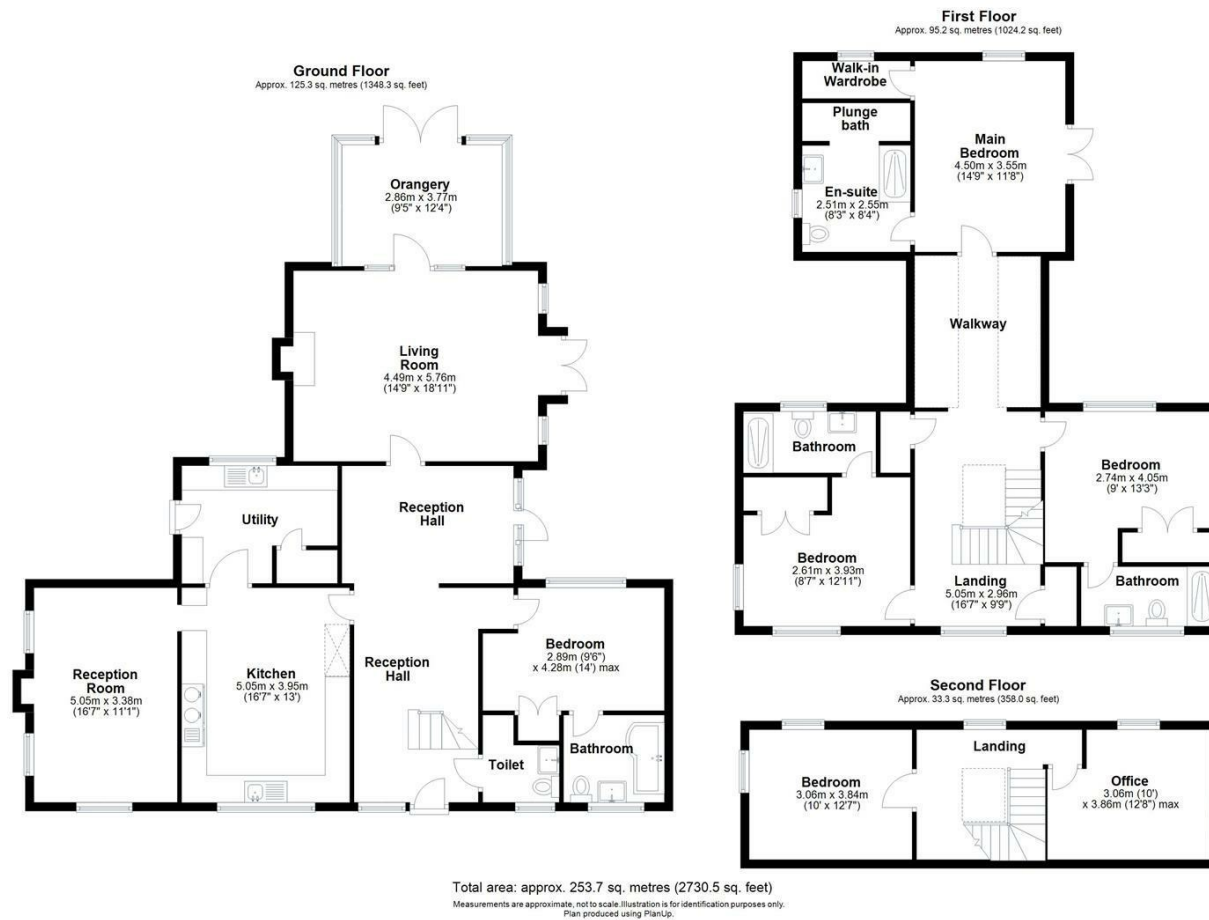 Ground Floor
Approx. 125.3 sq. metres (1348.3 sq. feet)
Orangery
2.86m x 3.77m
(9'5" x 12'4")
Living
Room
4.49m x 5.76m
(14'9" x 18'11")
Utility
Reception
Hall
Reception
Room
5.05m x 3.38m
(16'7" x 11'1")
Kitchen
5.05m x 3.95m
(16'7" x 13')
Reception
Hall
Bedroom
2.89m (9'6")
x 4.28m (14') max
Toilet
Bathroom
First Floor
Approx. 95.2 sq. metres (1024.2 sq. feet)
Walk-in
Wardrobe
Plunge
bath
Main
Bedroom
4.50m x 3.55m
(14'9" x 11'8")
En-suite
2.51m x 2.55m
(8'3" x 8'4")
Walkway
Bathroom
Bedroom
2.74m x 4.05m
(9' x 13'3")
Bedroom
2.61m x 3.93m
(8'7" x 12'11")
Landing
5.05m x 2.96m
(16'7" x 9'9")
Bathroom
Second Floor
Approx. 33.3 sq. metres (358.0 sq. feet)
Bedroom
3.06m x 3.84m
(10' x 12'7")
Landing
Office
3.06m (10')
x 3.86m (12'8") max
Total area: approx. 253.7 sq. metres (2730.5 sq. feet)
Measurements are approximate, not to scale.Illustration is for identification purposes only.
Plan produced using PlanUp.